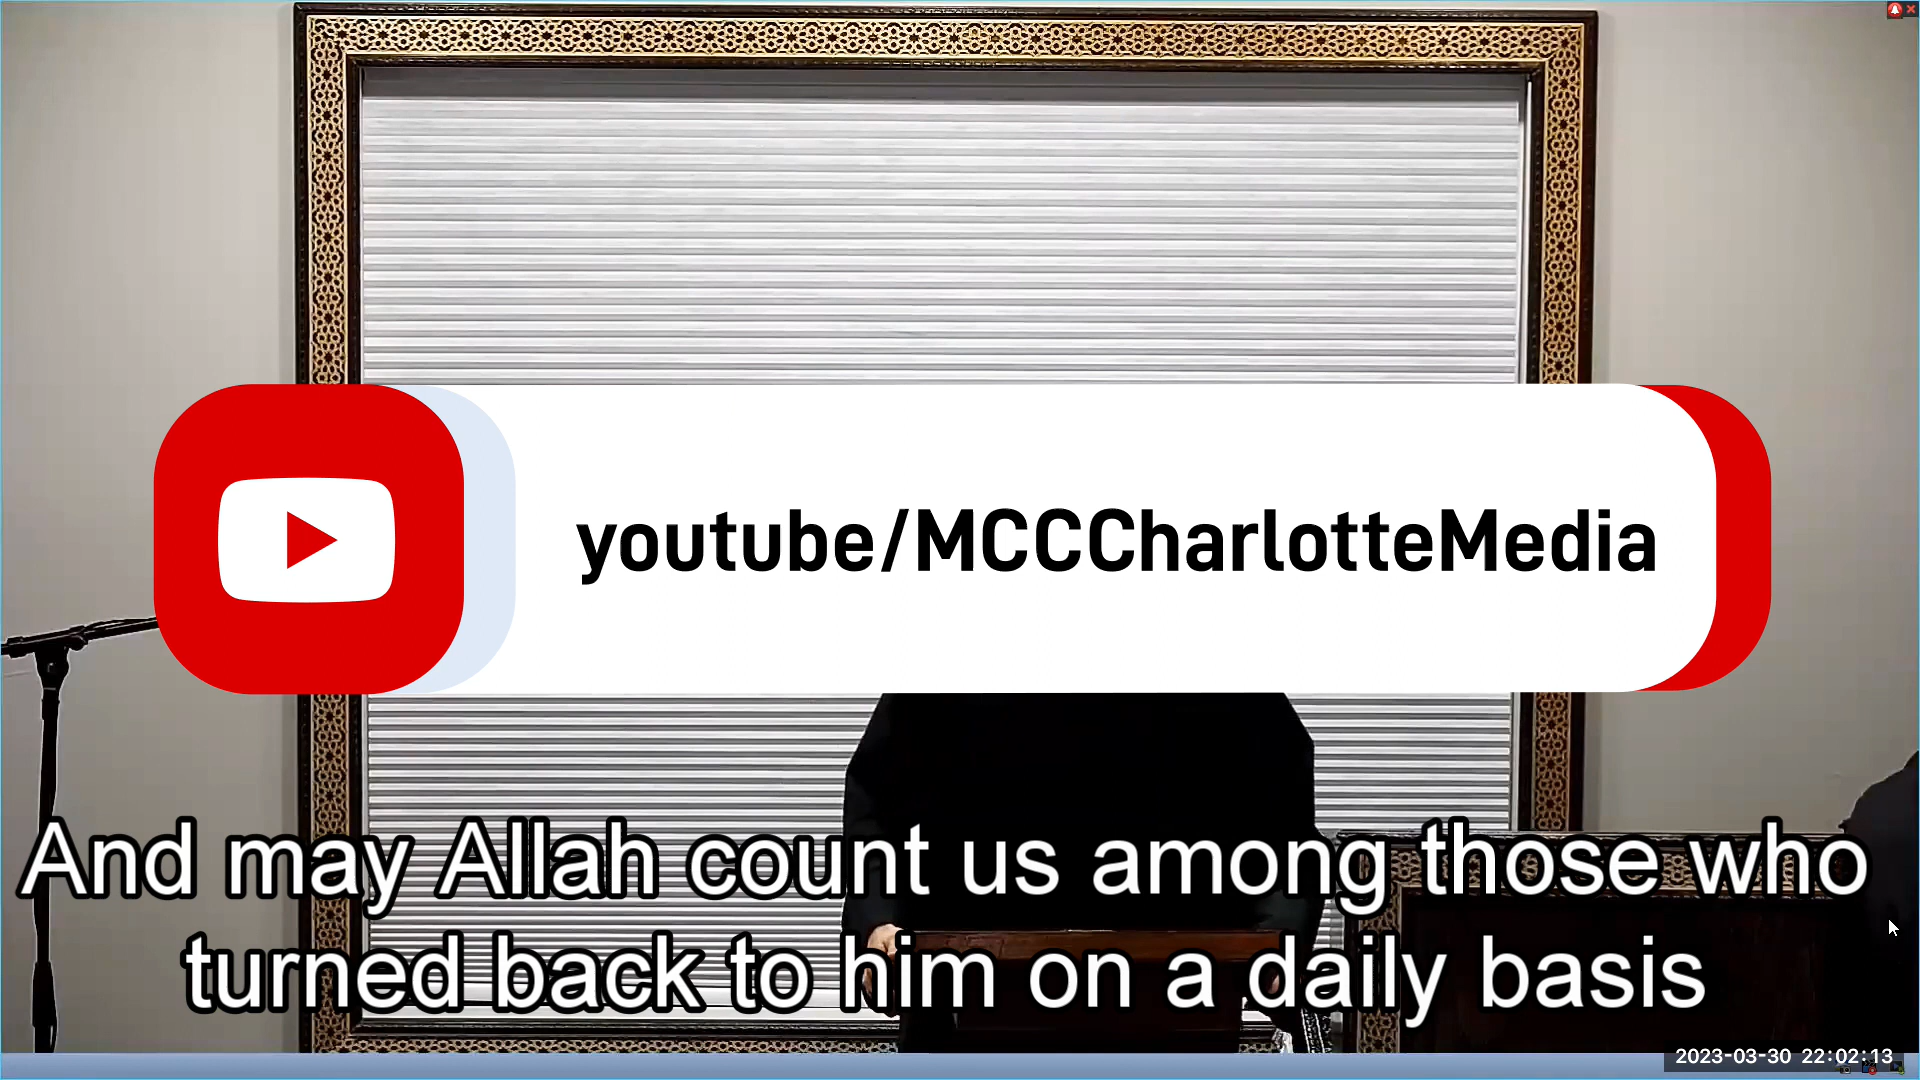 youtube/MCCCharlotteMedia
And may Allah count us among those who
turned back to him on a daily basis
2023-03-30 22:02:13